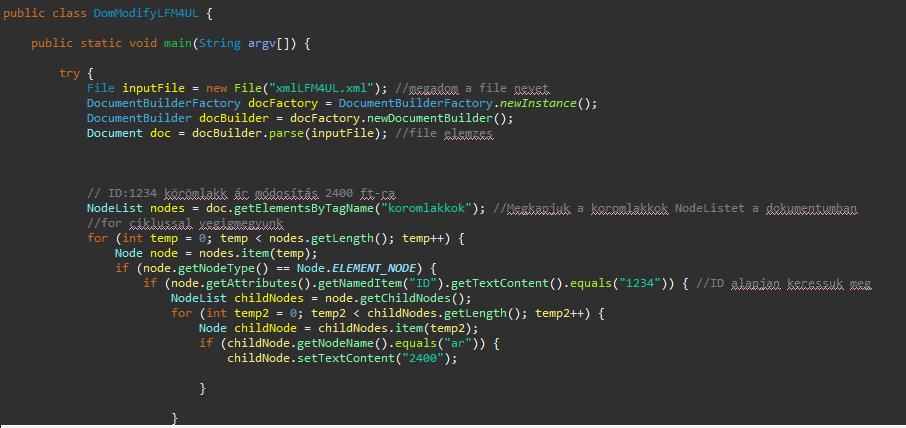 public class DomModifyLFM4UL {
public static void main(String argv[]) {
try {
File inputFile = new File("xmlLFM4UL.xml"); //megadom a file nevet
DocumentBuilderFactory docFactory = DocumentBuilderFactory.newInstance();
DocumentBuilder docBuilder = docFactory.newDocumentBuilder();
Document doc = docBuilder.parse(inputFile); //file elemzes
// ID:1234 körömlakk ár módosítás 2400 ft-ra
NodeList nodes = doc.getElementsByTagName("koromlakkok"); //Megkapjuk a koromlakkok NodeListet a dokumentumban
//for ciklussal vegigmegyunk
for (int temp = 0; temp < nodes.getLength(); temp++) {
Node node = nodes.item(temp);
if (node.getNodeType() == Node.ELEMENT_NODE) {
if (node.getAttributes().getNamedItem("ID").getTextContent().equals("1234")) { //ID alapjan keressuk meg
NodeList childNodes = node.getChildNodes();
for (int temp2 = 0; temp2 < childNodes.getLength(); temp2++) {
Node childNode = childNodes.item(temp2);
if (childNode.getNodeName().equals("ar")) {
childNode.setTextContent("2400");
}
}